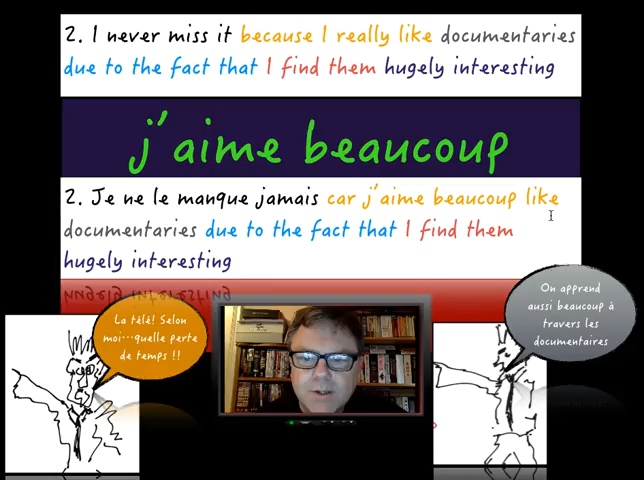 2. I never miss it because I really like documentaries
due to the fact that I find them hugely interesting
j'aime beaucoup
2. Je ne le manque jamais car j'aime beaucoup like
documentaries due to the fact that I find them
hugely interesting
La télé! Selon
moi...quelle perte
de temps !!
On apprend
aussi beaucoup à
travers les
documentaires